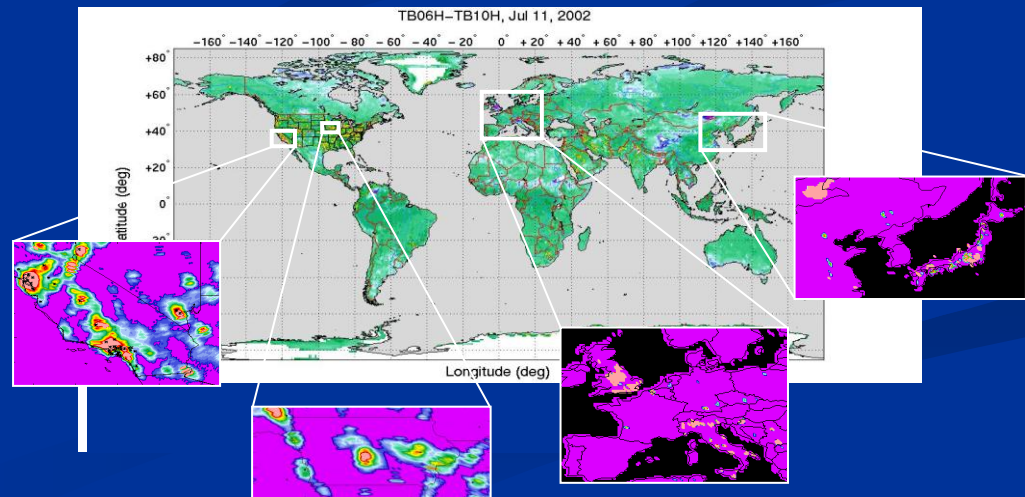 TB06H−TB10H, Jul 11, 2002
−160° −140° −120° −100° −80° −60° −40° −20° 0° +20° +40° +60° +80° +100° +120° +140° +160°
+80°
+60°
+40°
+20°
0°
Latitude (deg)
Longitude (deg)